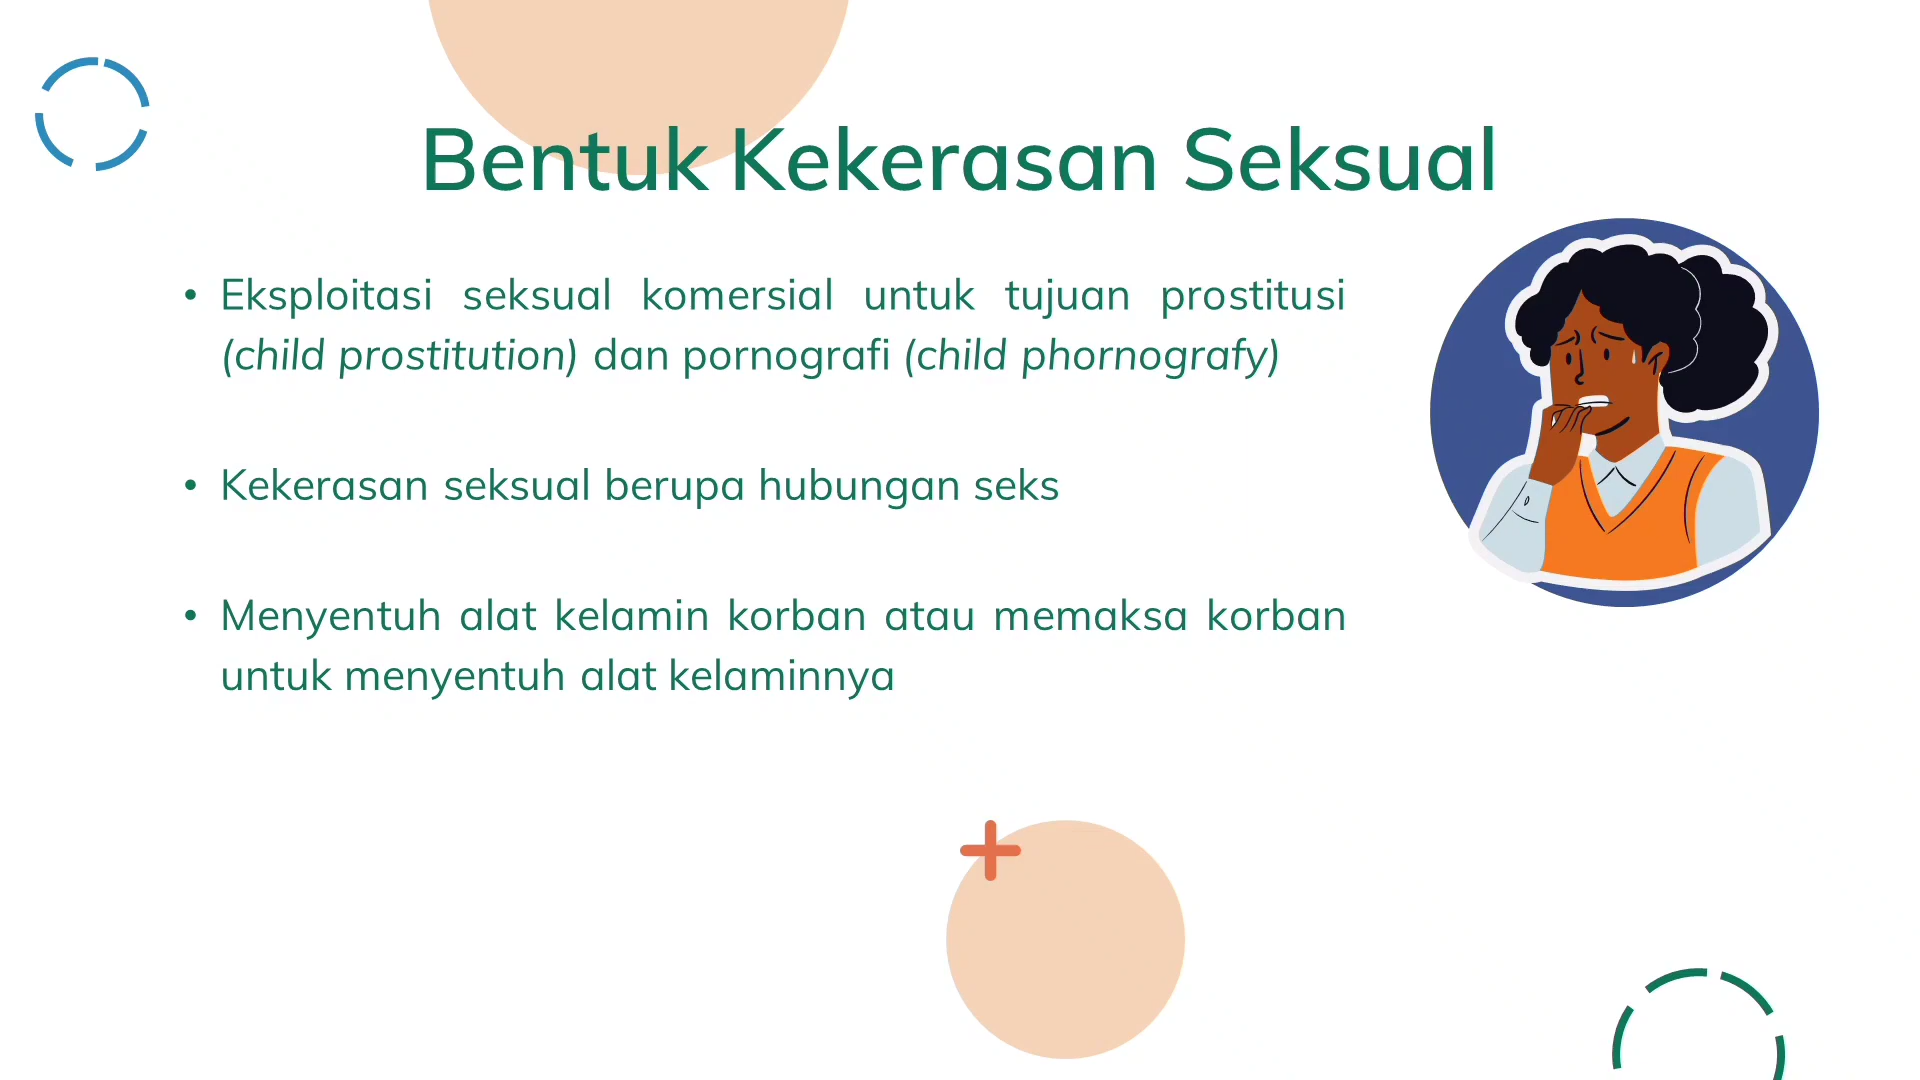 Bentuk Kekerasan Seksual
• Eksploitasi seksual komersial untuk tujuan prostitusi
(child prostitution) dan pornografi (child phornografy)
• Kekerasan seksual berupa hubungan seks
• Menyentuh alat kelamin korban atau memaksa korban
untuk menyentuh alat kelaminnya